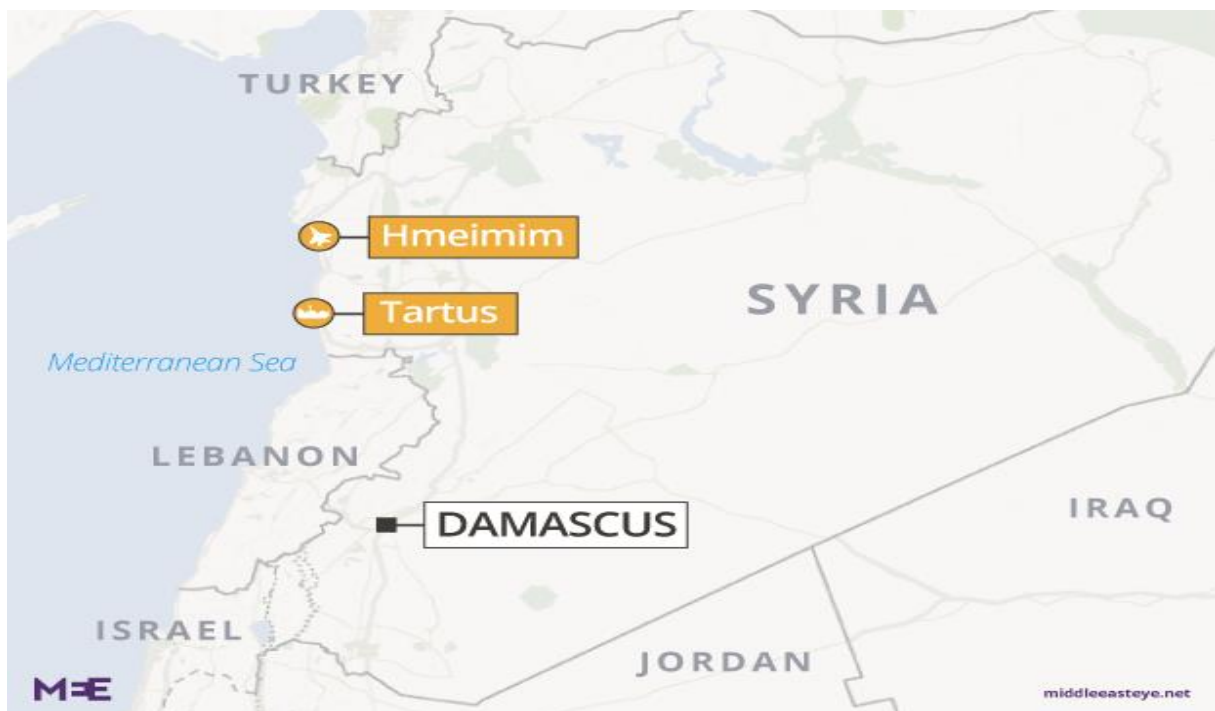 TURKEY
Hmeimim
SYRIA
Tartus
Mediterranean Sea
LEBANON
IRAQ
DAMASCUS
ISRAEL
JORDAN
MEE
middleeasteye.net